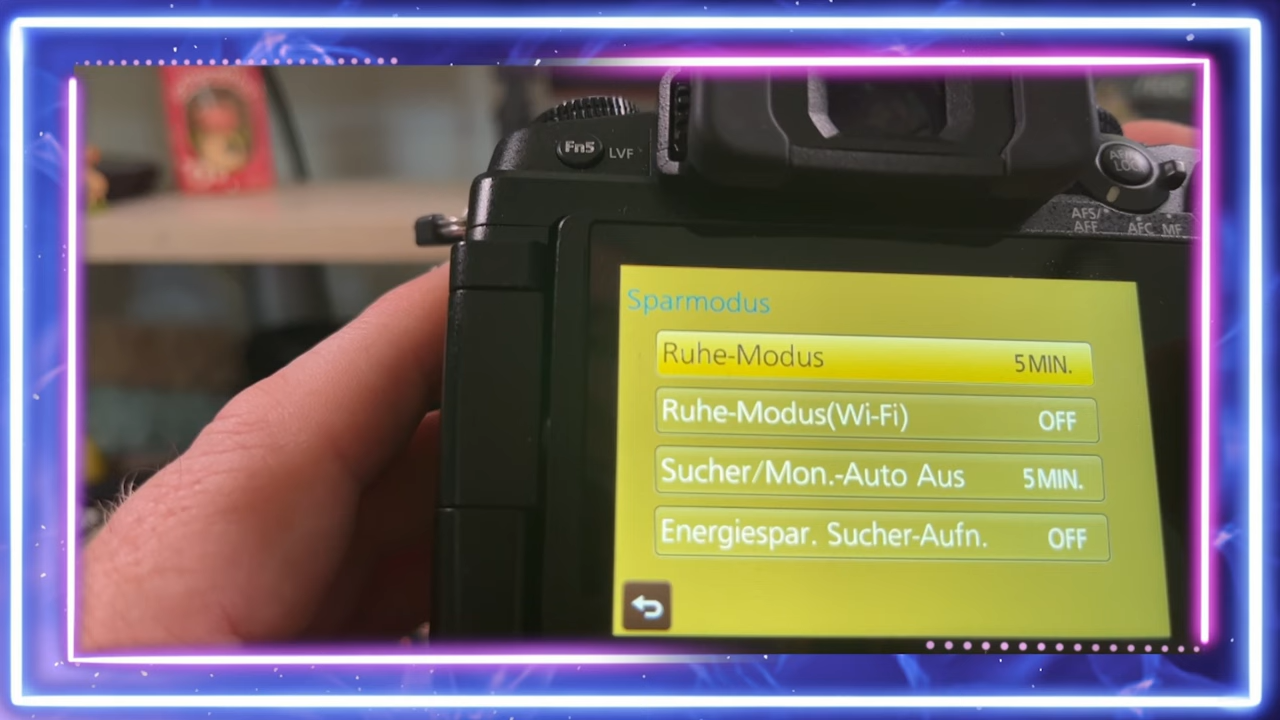 Fn5 LVF
AFS/
AFF AFC MF
Sparmodus
Ruhe-Modus 5MIN.
Ruhe-Modus(Wi-Fi) OFF
Sucher/Mon.-Auto Aus 5MIN.
Energiespar. Sucher-Aufn. OFF